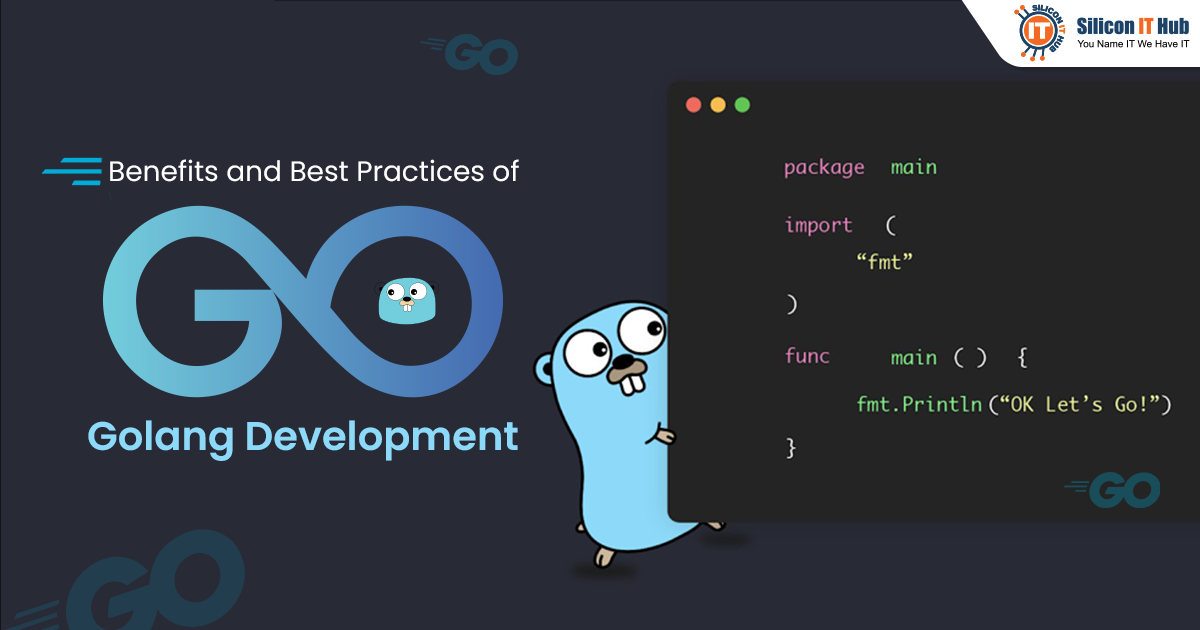 GO
SILICON IT HUB
IT
Silicon IT Hub
You Name IT We Have IT
Benefits and Best Practices of
GO
Golang Development
package main
import (
“fmt”
)
func main ( ) {
fmt.Println(“OK Let’s Go!”)
}
GO
GO